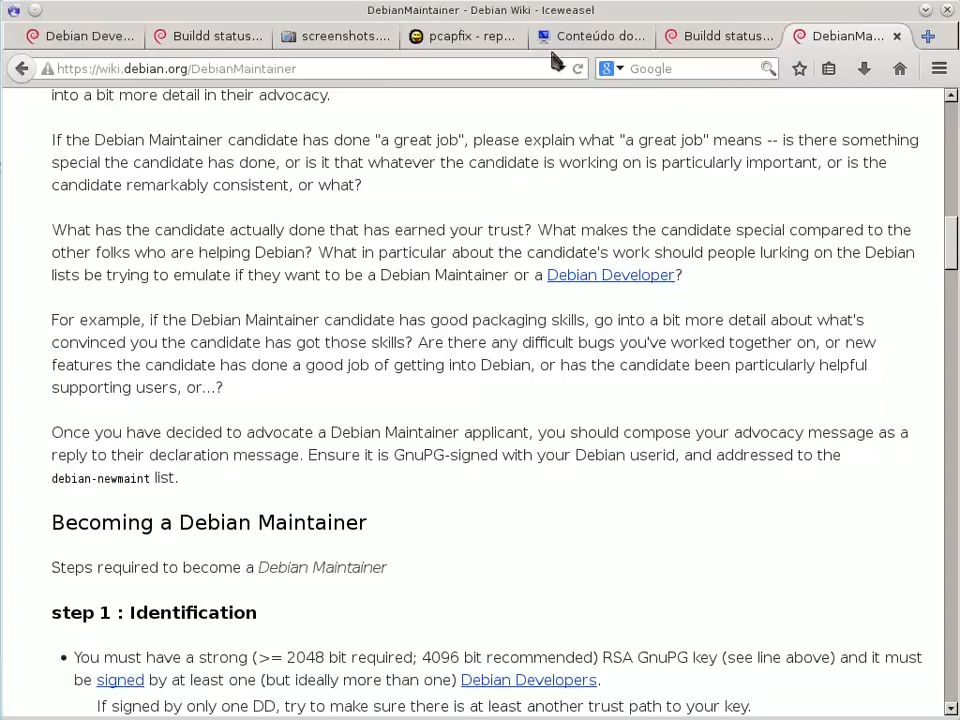 DebianMaintainer - Debian Wiki - Iceweasel
Debian Deve... Buildd status... screenshots.... pcapfix - rep... Conteúdo do... Buildd status... DebianMa...
https://wiki.debian.org/DebianMaintainer Google
into a bit more detail in their advocacy.
If the Debian Maintainer candidate has done "a great job", please explain what "a great job" means -- is there something
special the candidate has done, or is it that whatever the candidate is working on is particularly important, or is the
candidate remarkably consistent, or what?
What has the candidate actually done that has earned your trust? What makes the candidate special compared to the
other folks who are helping Debian? What in particular about the candidate's work should people lurking on the Debian
lists be trying to emulate if they want to be a Debian Maintainer or a Debian Developer?
For example, if the Debian Maintainer candidate has good packaging skills, go into a bit more detail about what's
convinced you the candidate has got those skills? Are there any difficult bugs you've worked together on, or new
features the candidate has done a good job of getting into Debian, or has the candidate been particularly helpful
supporting users, or...?
Once you have decided to advocate a Debian Maintainer applicant, you should compose your advocacy message as a
reply to their declaration message. Ensure it is GnuPG-signed with your Debian userid, and addressed to the
debian-newmaint list.
Becoming a Debian Maintainer
Steps required to become a Debian Maintainer
step 1 : Identification
• You must have a strong (>= 2048 bit required; 4096 bit recommended) RSA GnuPG key (see line above) and it must
be signed by at least one (but ideally more than one) Debian Developers.
If signed by only one DD, try to make sure there is at least another trust path to your key.